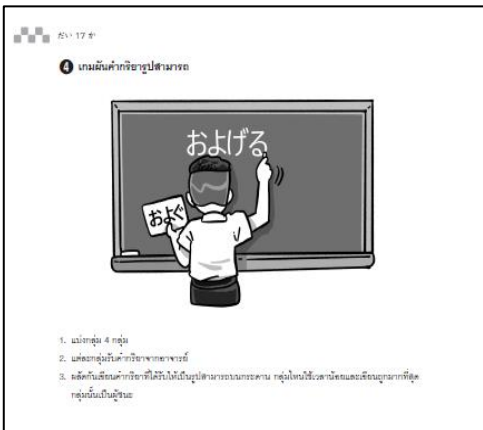 だい 17 か
4 เกมผันคำกริยารูปสามารถ
およげる
およぐ
1. แบ่งกลุ่ม 4 กลุ่ม
2. แต่ละกลุ่มรับคำกริยาจากอาจารย์
3. ผลัดกันเขียนคำกริยาที่ได้รับให้เป็นรูปสามารถบนกระดาน กลุ่มไหนใช้เวลาน้อยและเขียนถูกมากที่สุด
กลุ่มนั้นเป็นผู้ชนะ